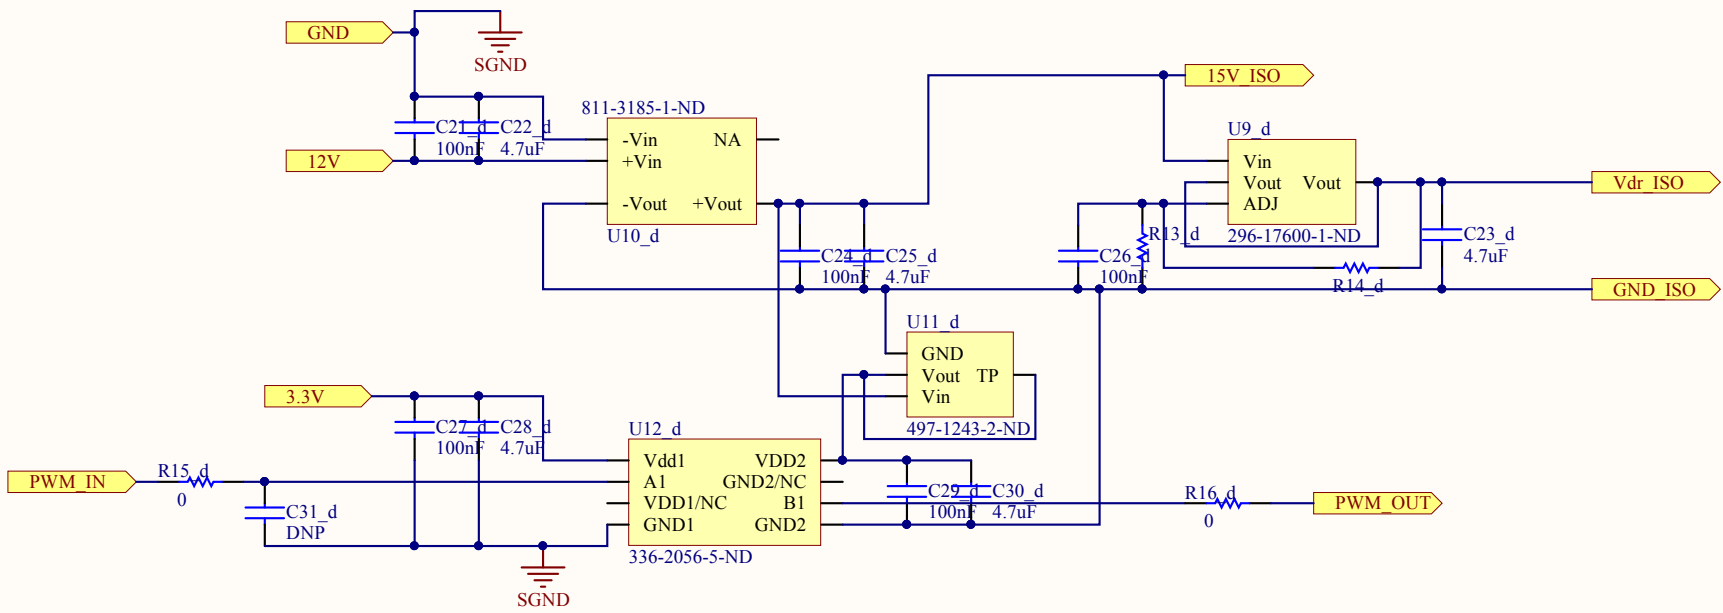 GND
SGND
15V_ISO
811-3185-1-ND
C21_d
100nF
C22_d
4.7uF
12V
-Vin
+Vin
NA
-Vout
+Vout
U10_d
U9_d
Vin
Vout
Vout
ADJ
296-17600-1-ND
Vdr_ISO
C24_d
100nF
C25_d
4.7uF
C26_d
100nF
R13_d
R14_d
C23_d
4.7uF
GND_ISO
U11_d
GND
Vout
TP
Vin
497-1243-2-ND
3.3V
C27_d
100nF
C28_d
4.7uF
U12_d
Vdd1
VDD2
A1
GND2/NC
VDD1/NC
B1
GND1
GND2
336-2056-5-ND
PWM_IN
R15_d
0
C31_d
DNP
C29_d
100nF
C30_d
4.7uF
R16_d
0
PWM_OUT
SGND